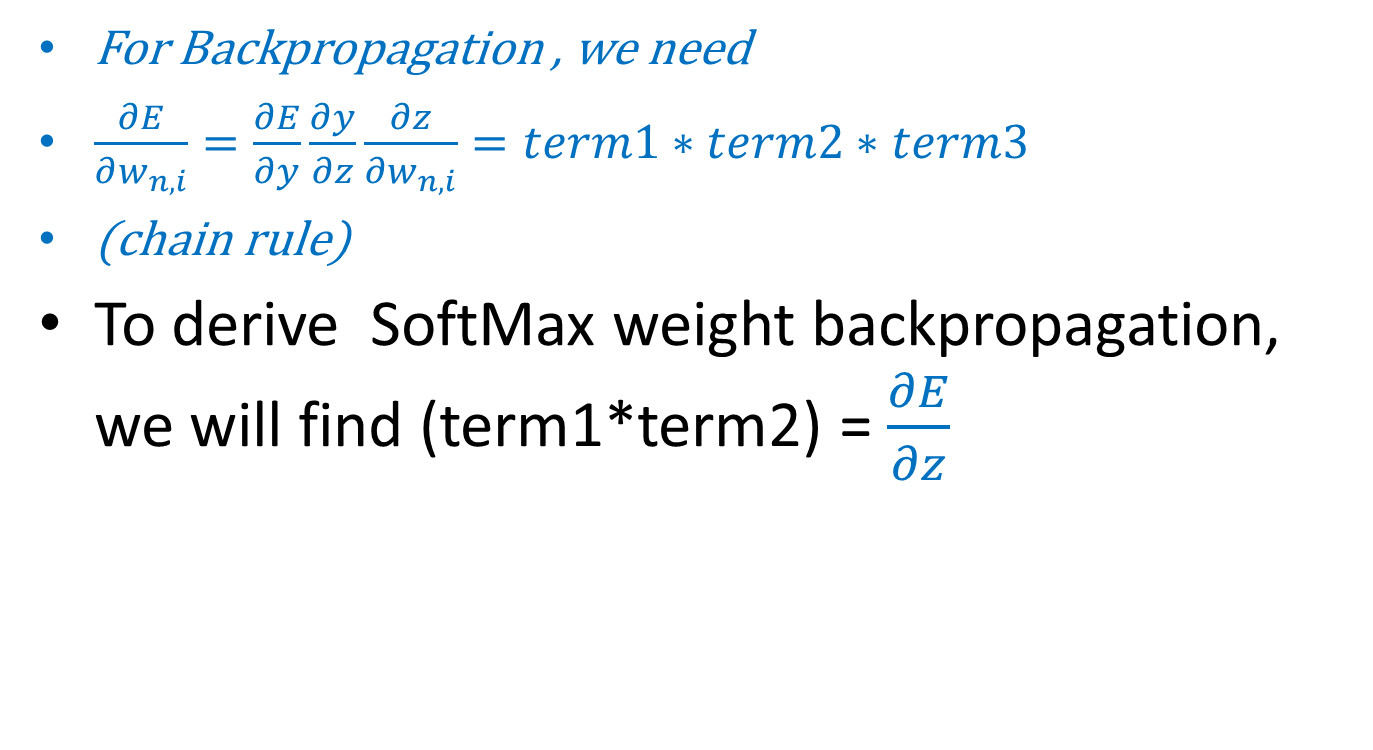 • For Backpropagation , we need
• ∂E/∂w_{n,i} = ∂E/∂y ∂y/∂z ∂z/∂w_{n,i} = term1 ∗ term2 ∗ term3
• (chain rule)
• To derive  SoftMax weight backpropagation,
we will find (term1*term2) = ∂E/∂z